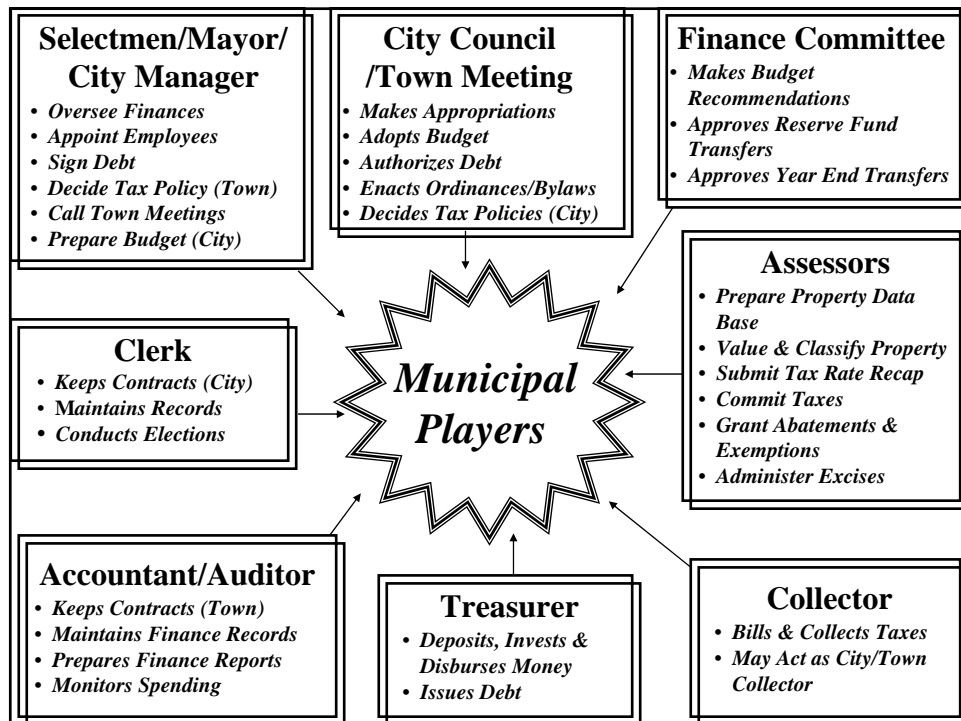 Selectmen/Mayor/
City Manager
• Oversee Finances
• Appoint Employees
• Sign Debt
• Decide Tax Policy (Town)
• Call Town Meetings
• Prepare Budget (City)
City Council
/Town Meeting
• Makes Appropriations
• Adopts Budget
• Authorizes Debt
• Enacts Ordinances/Bylaws
• Decides Tax Policies (City)
Finance Committee
• Makes Budget
Recommendations
• Approves Reserve Fund
Transfers
• Approves Year End Transfers
Clerk
• Keeps Contracts (City)
• Maintains Records
• Conducts Elections
Municipal
Players
Assessors
• Prepare Property Data
Base
• Value & Classify Property
• Submit Tax Rate Recap
• Commit Taxes
• Grant Abatements &
Exemptions
• Administer Excises
Accountant/Auditor
• Keeps Contracts (Town)
• Maintains Finance Records
• Prepares Finance Reports
• Monitors Spending
Treasurer
• Deposits, Invests &
Disburses Money
• Issues Debt
Collector
• Bills & Collects Taxes
• May Act as City/Town
Collector